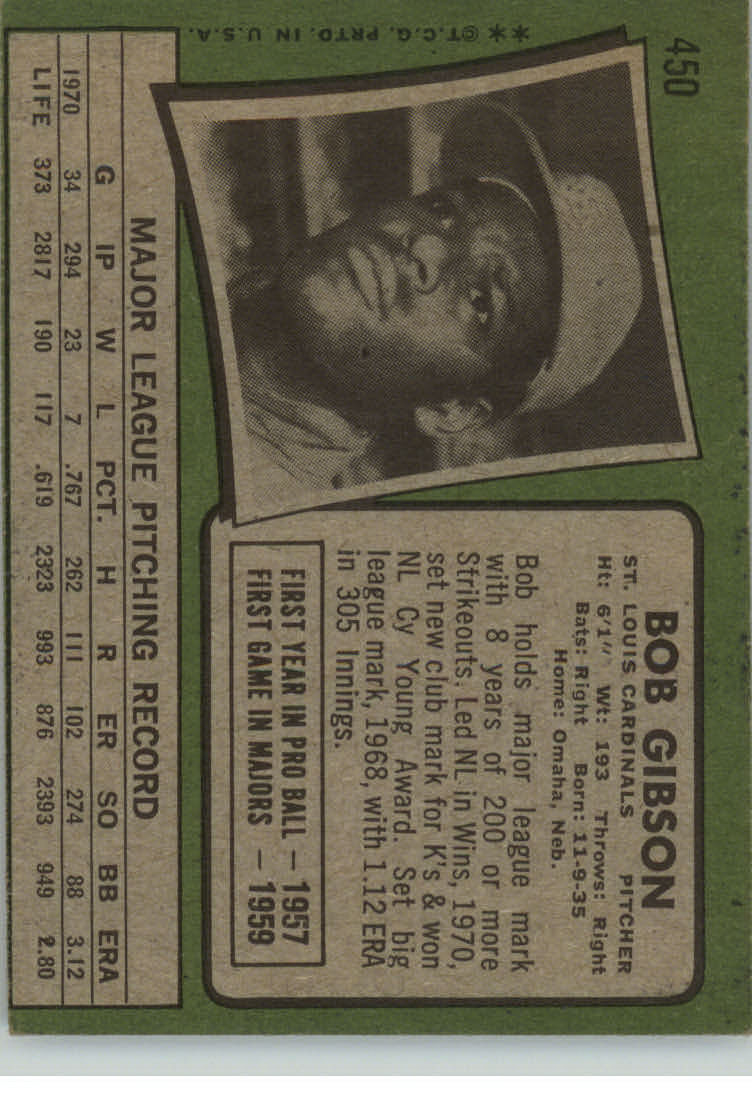 450
**©T.C.G. PRTD. IN U.S.A.
BOB GIBSON
ST. LOUIS CARDINALS PITCHER
Ht: 6'1" Wt: 193 Throws: Right
Bats: Right Born: 11-9-35
Home: Omaha, Neb.
Bob holds major league mark
with 8 years of 200 or more
Strikeouts. Led NL in Wins, 1970,
set new club mark for K's & won
NL Cy Young Award. Set big
league mark, 1968, with 1.12 ERA
in 305 Innings.
FIRST YEAR IN PRO BALL — 1957
FIRST GAME IN MAJORS — 1959
MAJOR LEAGUE PITCHING RECORD
G IP W L PCT. H R ER SO BB ERA
1970 34 294 23 7 .767 262 111 102 274 88 3.12
LIFE 373 2817 190 117 .619 2323 993 876 2393 949 2.80